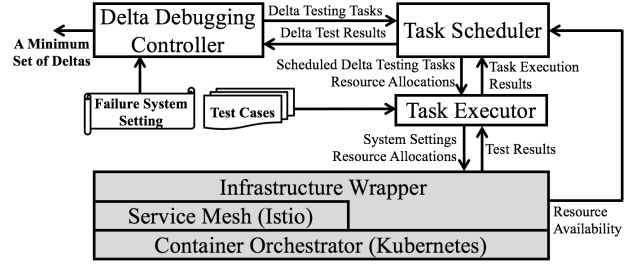 Delta Debugging
Controller
Delta Testing Tasks
Delta Test Results
Task Scheduler
A Minimum
Set of Deltas
Scheduled Delta Testing Tasks
Resource Allocations
Task Execution
Results
Failure System
Setting
Test Cases
Task Executor
System Settings
Resource Allocations
Test Results
Infrastructure Wrapper
Service Mesh (Istio)
Container Orchestrator (Kubernetes)
Resource
Availability